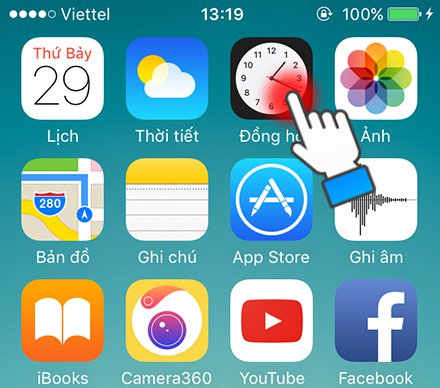 Viettel 13:19 100%
Thứ Bảy
29
Lịch Thời tiết Đồng Ảnh
280
Bản đồ Ghi chú App Store Ghi âm
iBooks Camera360 YouTube Facebook